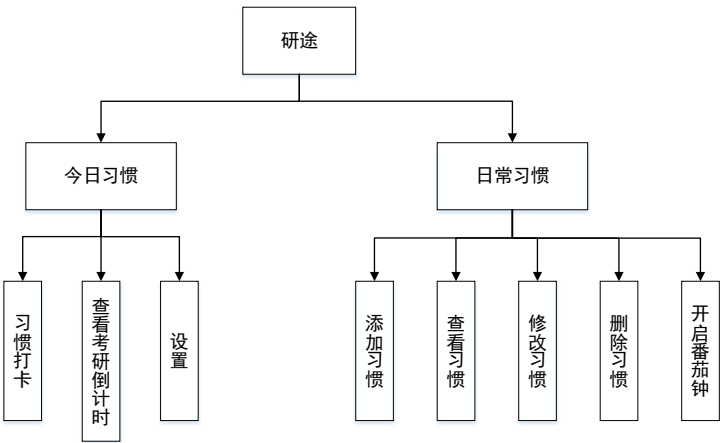 研途
今日习惯
日常习惯
习惯打卡
查看考研倒计时
设置
添加习惯
查看习惯
修改习惯
删除习惯
开启番茄钟